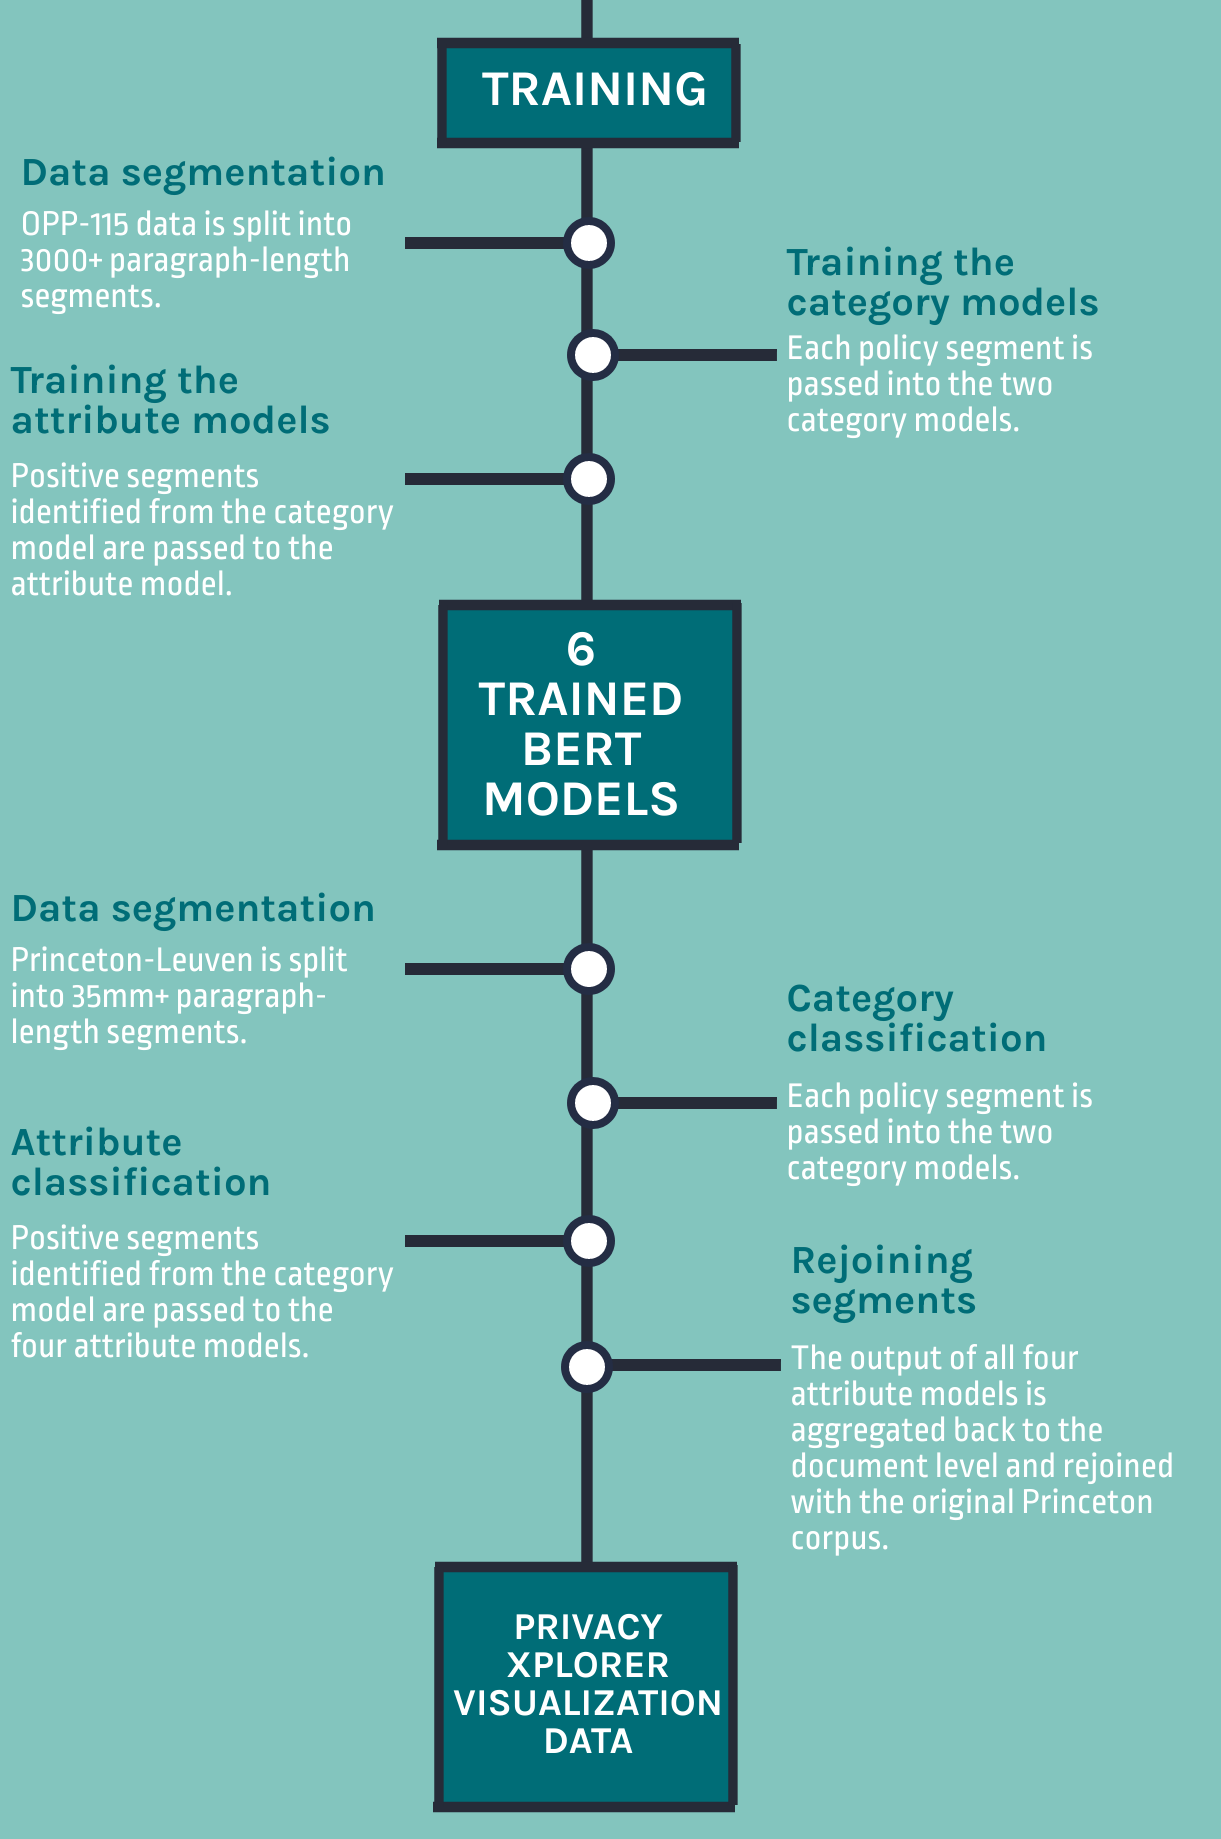 TRAINING
Data segmentation
OPP-115 data is split into
3000+ paragraph-length
segments.
Training the
category models
Each policy segment is
passed into the two
category models.
Training the
attribute models
Positive segments
identified from the category
model are passed to the
attribute model.
6
TRAINED
BERT
MODELS
Data segmentation
Princeton-Leuven is split
into 35mm+ paragraph-
length segments.
Category
classification
Each policy segment is
passed into the two
category models.
Attribute
classification
Positive segments
identified from the category
model are passed to the
four attribute models.
Rejoining
segments
The output of all four
attribute models is
aggregated back to the
document level and rejoined
with the original Princeton
corpus.
PRIVACY
XPLORER
VISUALIZATION
DATA